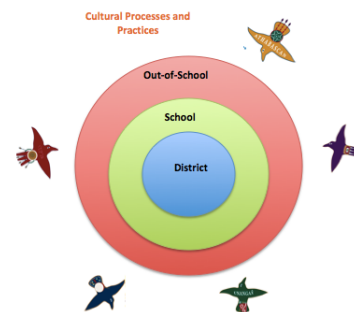 Cultural Processes and
Practices
Out-of-School
School
District